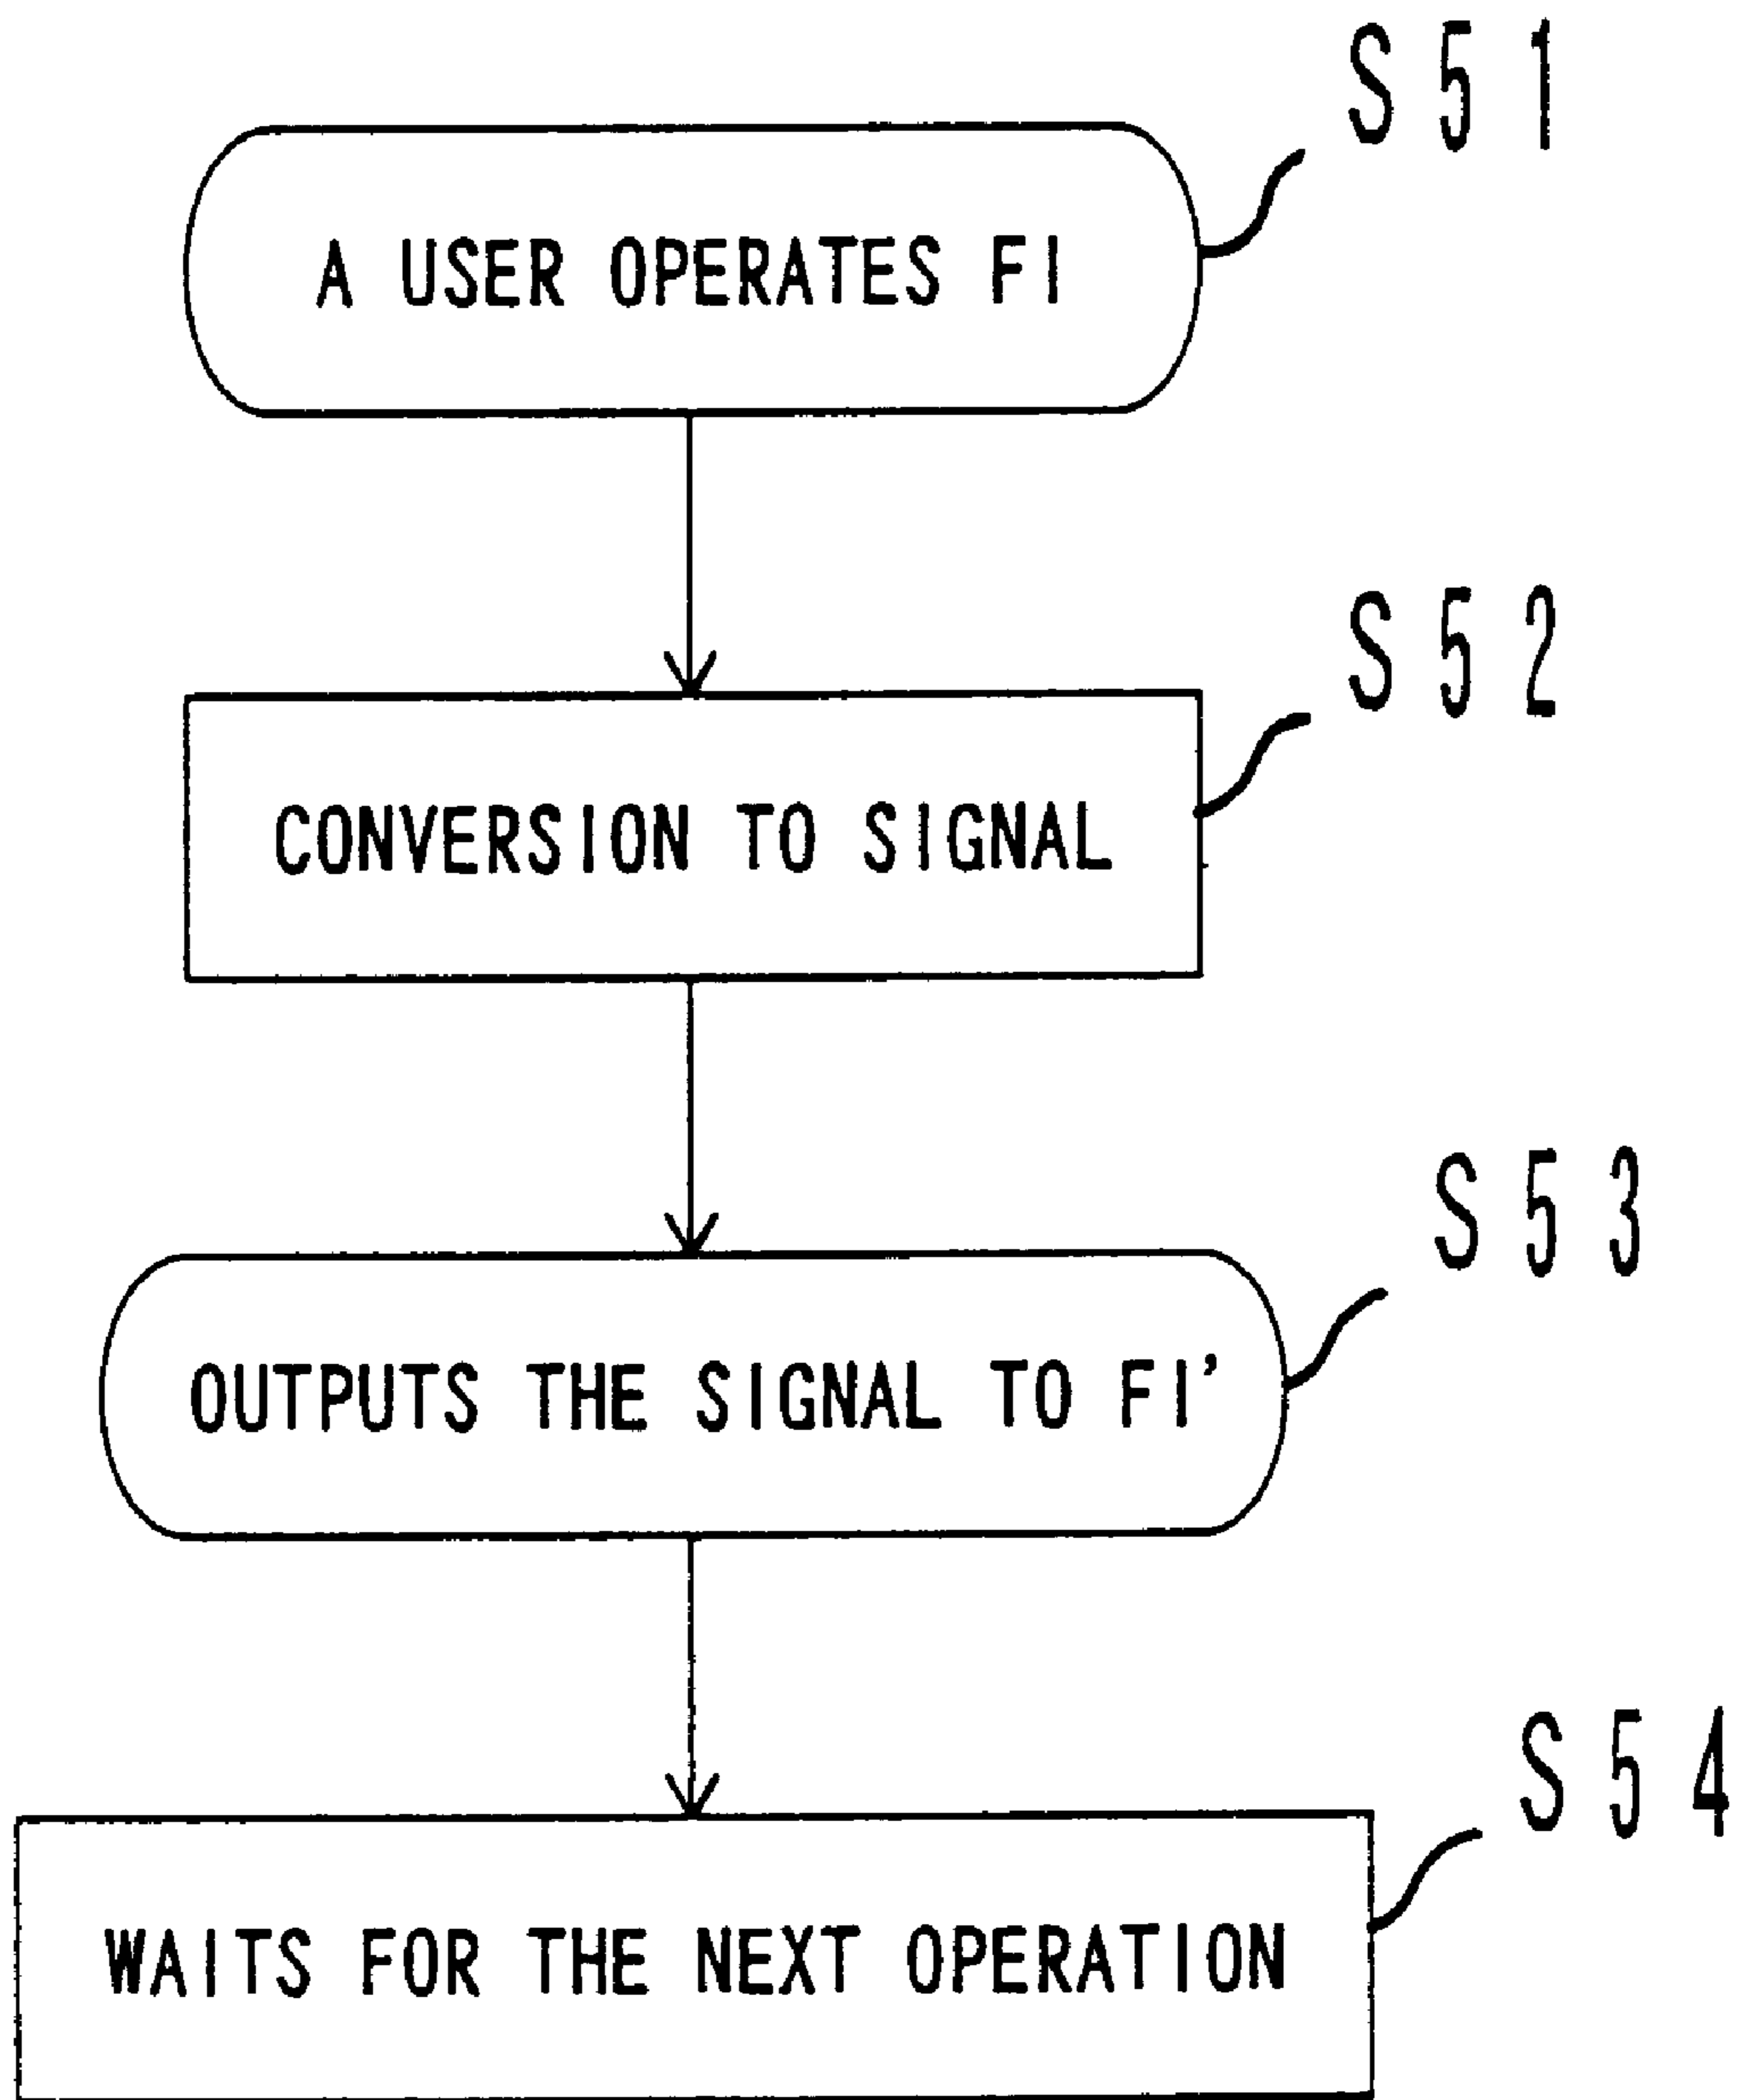 S51
A USER OPERATES FI
S52
CONVERSION TO SIGNAL
S53
OUTPUTS THE SIGNAL TO FI'
S54
WAITS FOR THE NEXT OPERATION